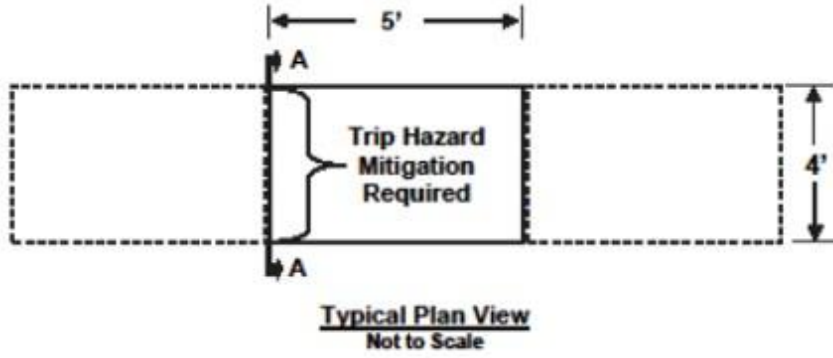 5'
A
Trip Hazard
Mitigation
Required
4'
A
Typical Plan View
Not to Scale